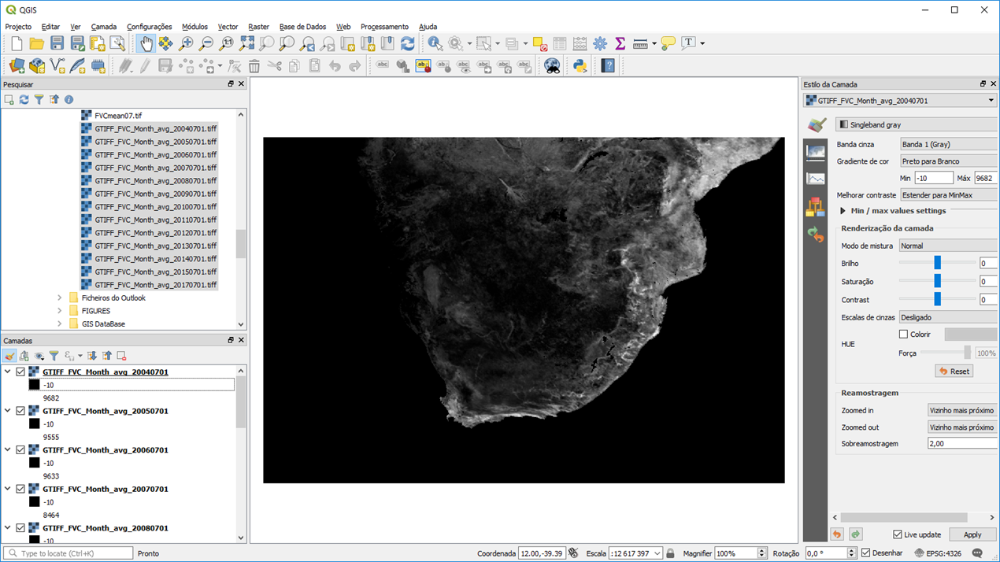 QGIS
Projecto Editar Ver Camada Configurações Módulos Vector Raster Base de Dados Web Processamento Ajuda
Pesquisar
FVCmean07.tif
GTIFF_FVC_Month_avg_20040701.tiff
GTIFF_FVC_Month_avg_20050701.tiff
GTIFF_FVC_Month_avg_20060701.tiff
GTIFF_FVC_Month_avg_20070701.tiff
GTIFF_FVC_Month_avg_20080701.tiff
GTIFF_FVC_Month_avg_20090701.tiff
GTIFF_FVC_Month_avg_20100701.tiff
GTIFF_FVC_Month_avg_20110701.tiff
GTIFF_FVC_Month_avg_20120701.tiff
GTIFF_FVC_Month_avg_20130701.tiff
GTIFF_FVC_Month_avg_20140701.tiff
GTIFF_FVC_Month_avg_20150701.tiff
GTIFF_FVC_Month_avg_20170701.tiff
Ficheiros do Outlook
FIGURES
GIS DataBase
Camadas
GTIFF_FVC_Month_avg_20040701
-10
9682
GTIFF_FVC_Month_avg_20050701
-10
9555
GTIFF_FVC_Month_avg_20060701
-10
9633
GTIFF_FVC_Month_avg_20070701
-10
8464
GTIFF_FVC_Month_avg_20080701
-10
Estilo da Camada
GTIFF_FVC_Month_avg_20040701
Singleband gray
Banda cinza Banda 1 (Gray)
Gradiente de cor Preto para Branco
Min -10 Máx 9682
Melhorar contraste Estender para MinMax
Min / max values settings
Renderização da camada
Modo de mistura Normal
Brilho 0
Saturação 0
Contrast 0
Escalas de cinzas Desligado
HUE Colorir
Força 100%
Reset
Reamostragem
Zoomed in Vizinho mais próximo
Zoomed out Vizinho mais próximo
Sobreamostragem 2,00
Live update Apply
Type to locate (Ctrl+K) Pronto Coordenada 12.00,-39.39 Escala :12 617 397 Magnifier 100% Rotação 0,0 ° Desenhar EPSG:4326